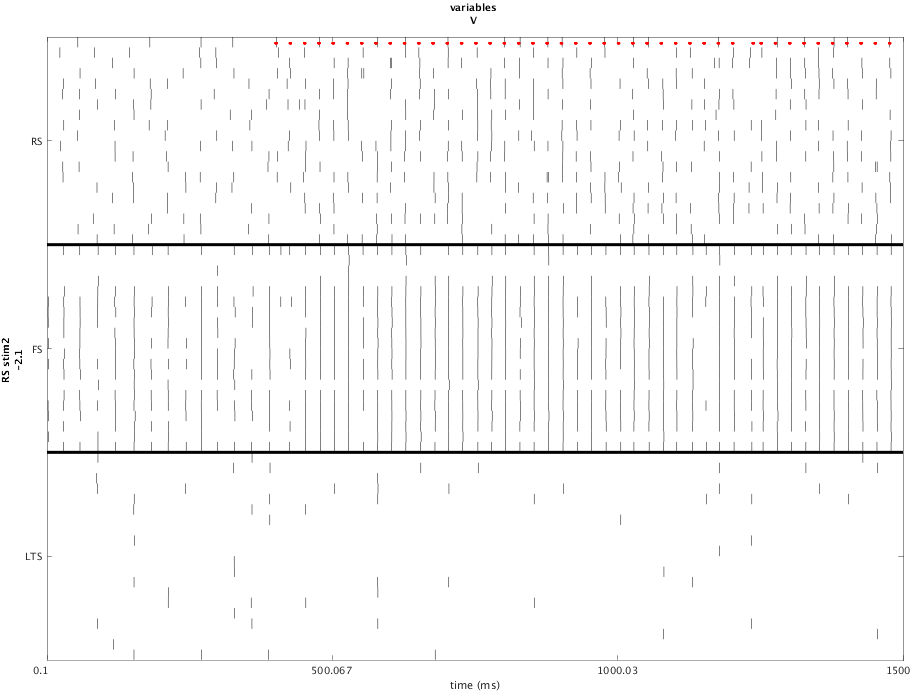 variables
V
RS
FS
LTS
RS stim2
-2.1
0.1
500.067
1000.03
1500
time (ms)